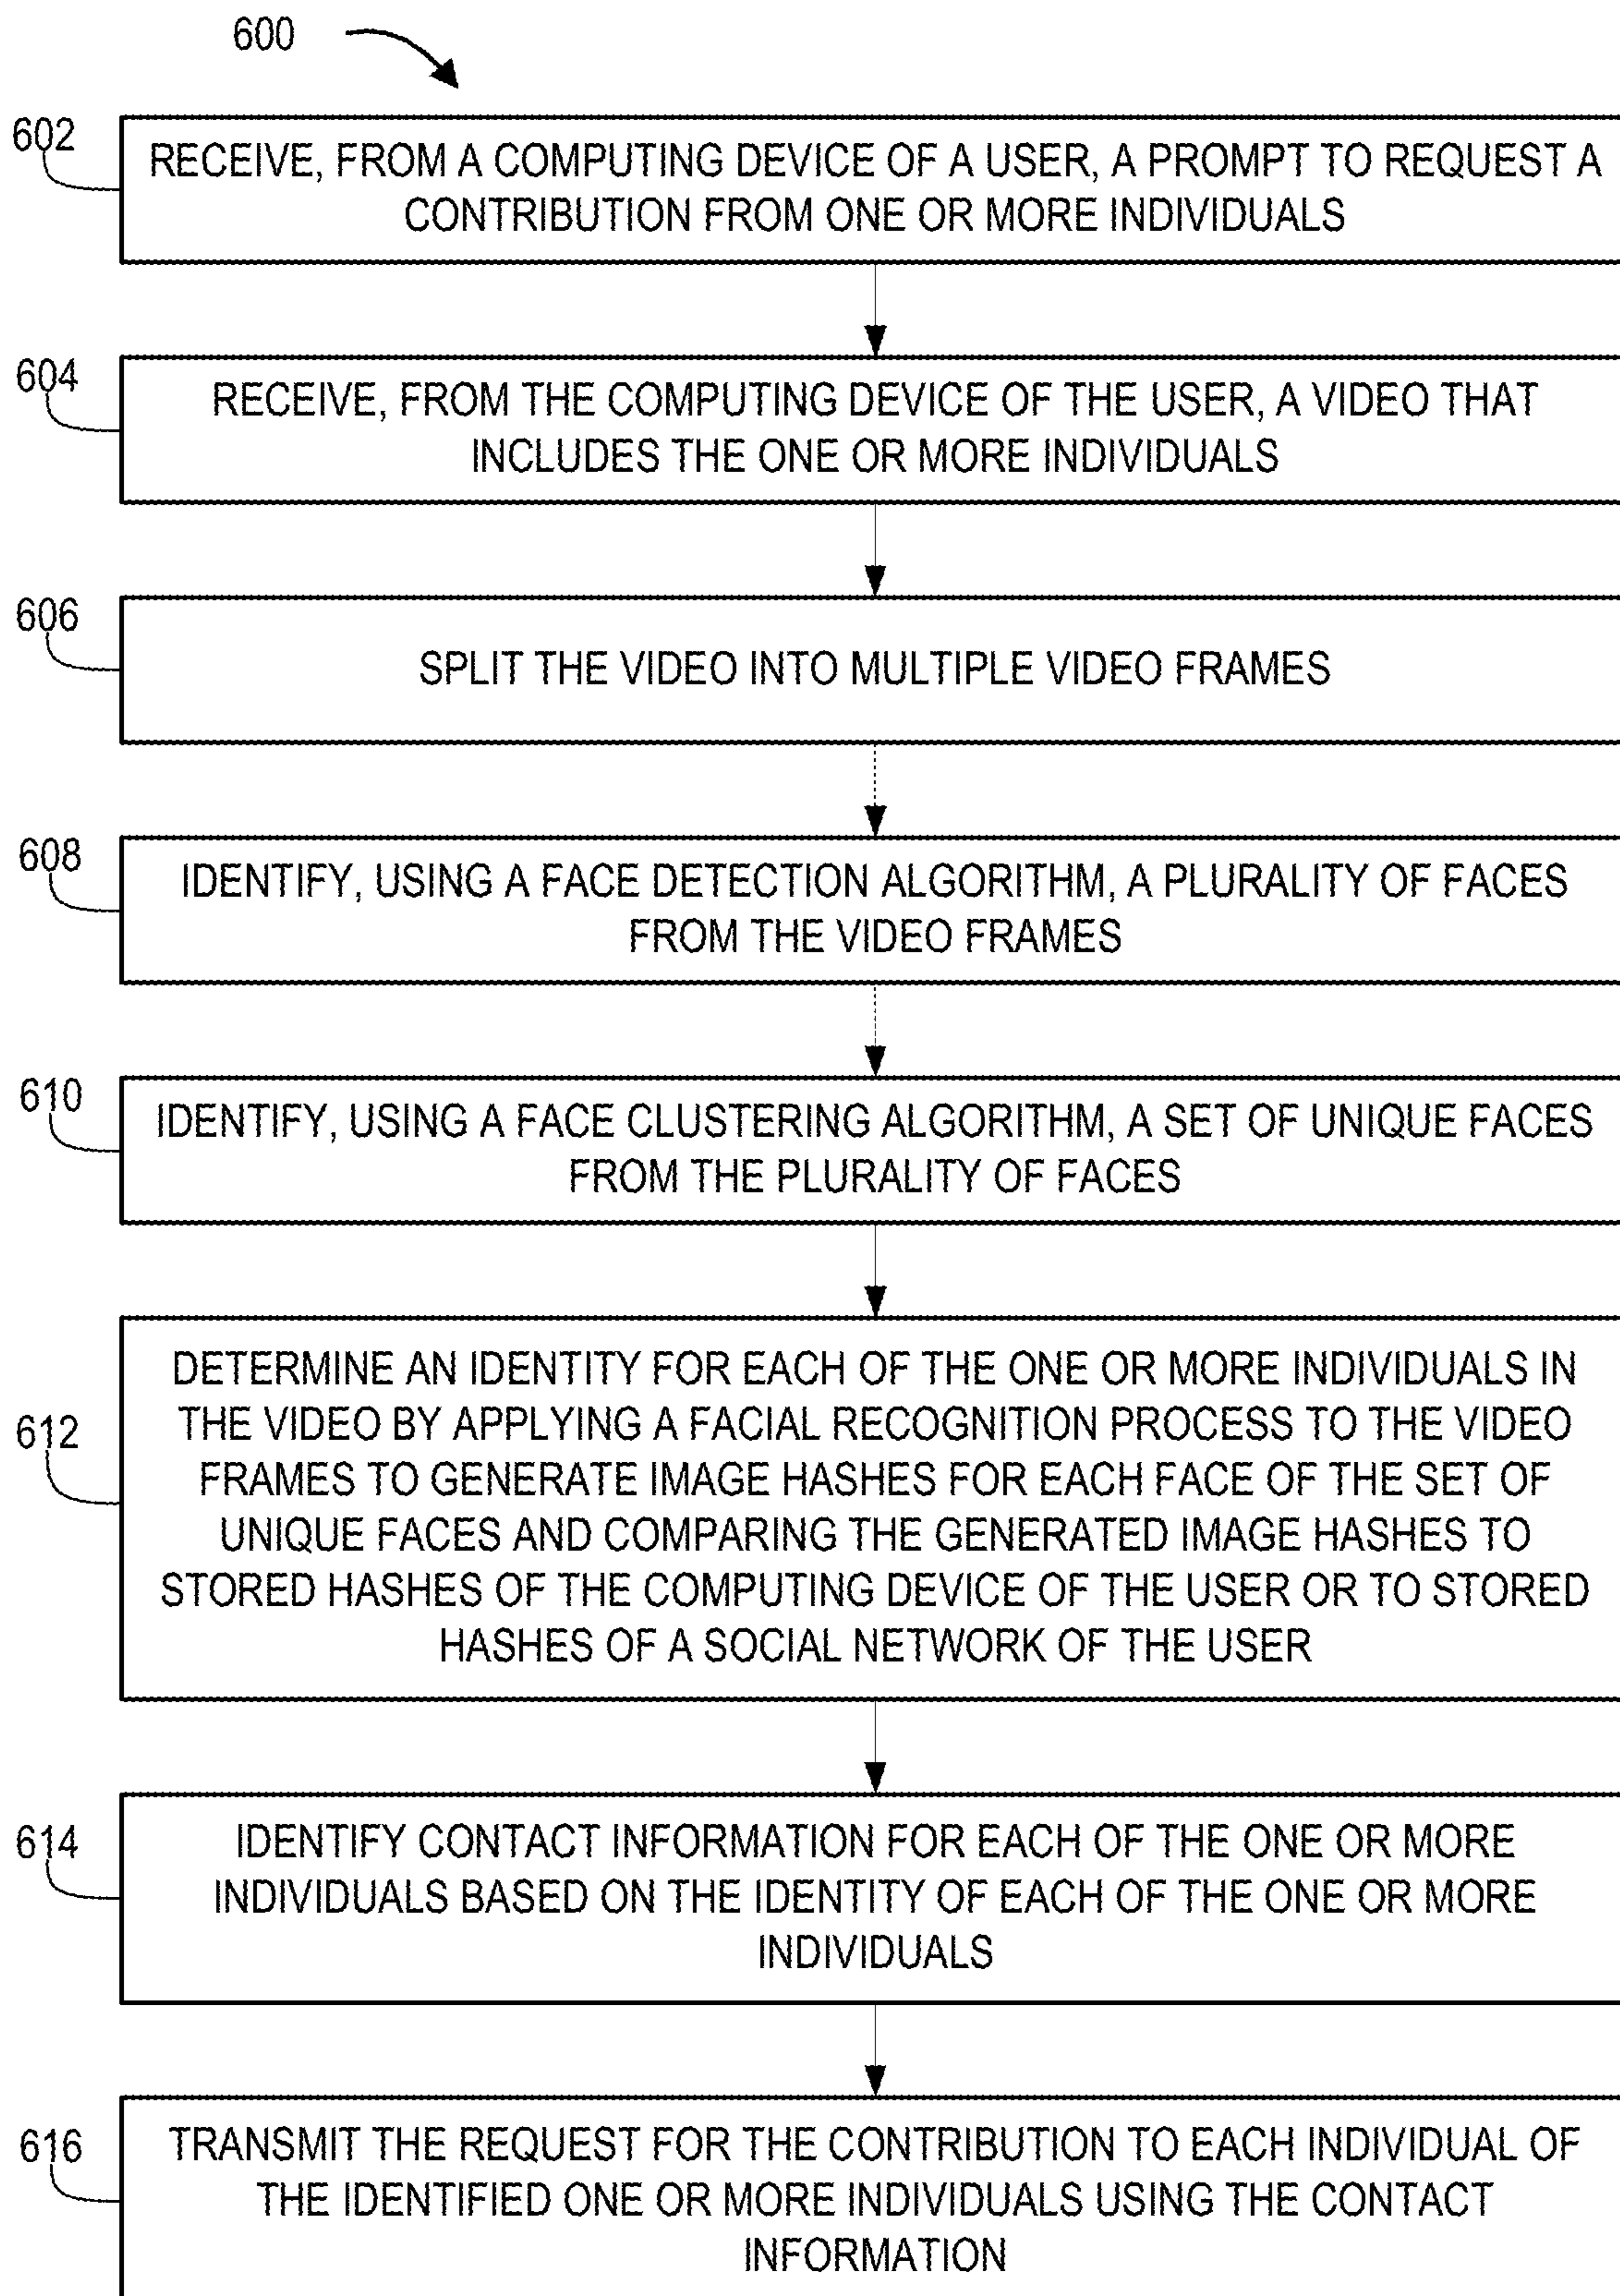 600
602
RECEIVE, FROM A COMPUTING DEVICE OF A USER, A PROMPT TO REQUEST A
CONTRIBUTION FROM ONE OR MORE INDIVIDUALS
604
RECEIVE, FROM THE COMPUTING DEVICE OF THE USER, A VIDEO THAT
INCLUDES THE ONE OR MORE INDIVIDUALS
606
SPLIT THE VIDEO INTO MULTIPLE VIDEO FRAMES
608
IDENTIFY, USING A FACE DETECTION ALGORITHM, A PLURALITY OF FACES
FROM THE VIDEO FRAMES
610
IDENTIFY, USING A FACE CLUSTERING ALGORITHM, A SET OF UNIQUE FACES
FROM THE PLURALITY OF FACES
612
DETERMINE AN IDENTITY FOR EACH OF THE ONE OR MORE INDIVIDUALS IN
THE VIDEO BY APPLYING A FACIAL RECOGNITION PROCESS TO THE VIDEO
FRAMES TO GENERATE IMAGE HASHES FOR EACH FACE OF THE SET OF
UNIQUE FACES AND COMPARING THE GENERATED IMAGE HASHES TO
STORED HASHES OF THE COMPUTING DEVICE OF THE USER OR TO STORED
HASHES OF A SOCIAL NETWORK OF THE USER
614
IDENTIFY CONTACT INFORMATION FOR EACH OF THE ONE OR MORE
INDIVIDUALS BASED ON THE IDENTITY OF EACH OF THE ONE OR MORE
INDIVIDUALS
616
TRANSMIT THE REQUEST FOR THE CONTRIBUTION TO EACH INDIVIDUAL OF
THE IDENTIFIED ONE OR MORE INDIVIDUALS USING THE CONTACT
INFORMATION